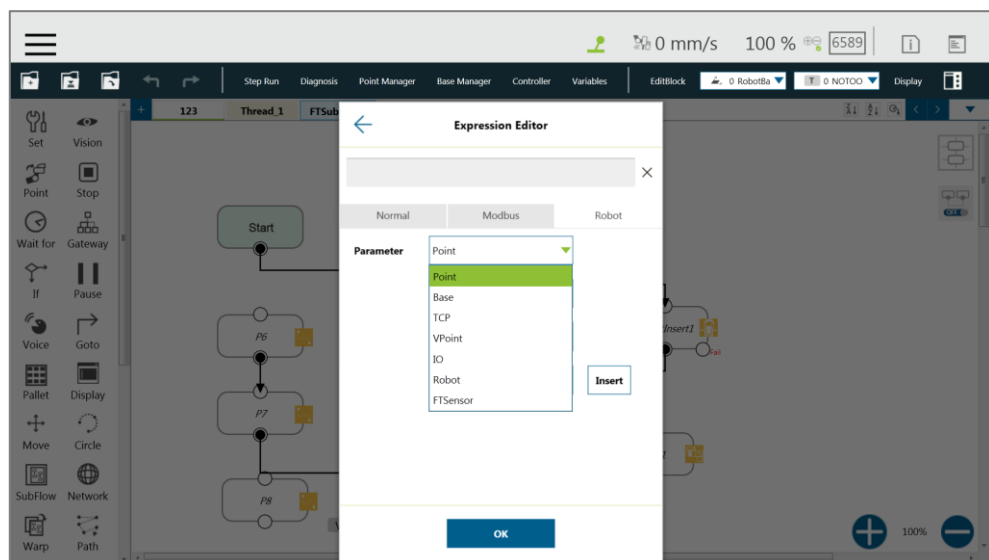 0 mm/s 100 % 6589
Step Run Diagnosis Point Manager Base Manager Controller Variables EditBlock 0 RobotBa T 0 NOTOO Display
123 Thread_1 FTSub
Set Vision
Point Stop
Wait for Gateway
If Pause
Voice Goto
Pallet Display
Move Circle
SubFlow Network
Warp Path
Start
P6
P7
P8
Expression Editor
Normal Modbus Robot
Parameter Point
Point
Base
TCP
VPoint
IO
Robot
FTSensor
Insert
OK
Insert1
Fail
OFF
100%